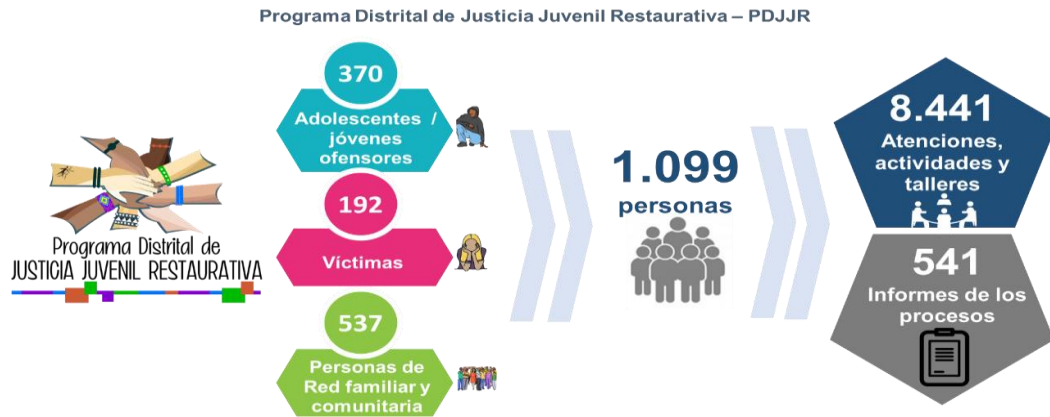 Programa Distrital de Justicia Juvenil Restaurativa – PDJJR
Programa Distrital de
JUSTICIA JUVENIL RESTAURATIVA
370
Adolescentes /
jóvenes
ofensores
192
Víctimas
537
Personas de
Red familiar y
comunitaria
1.099
personas
8.441
Atenciones,
actividades y
talleres
541
Informes de los
procesos